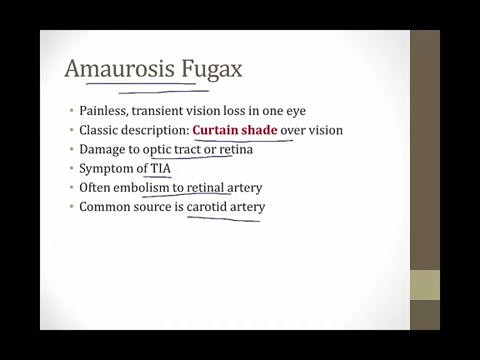 Amaurosis Fugax
• Painless, transient vision loss in one eye
• Classic description: Curtain shade over vision
• Damage to optic tract or retina
• Symptom of TIA
• Often embolism to retinal artery
• Common source is carotid artery